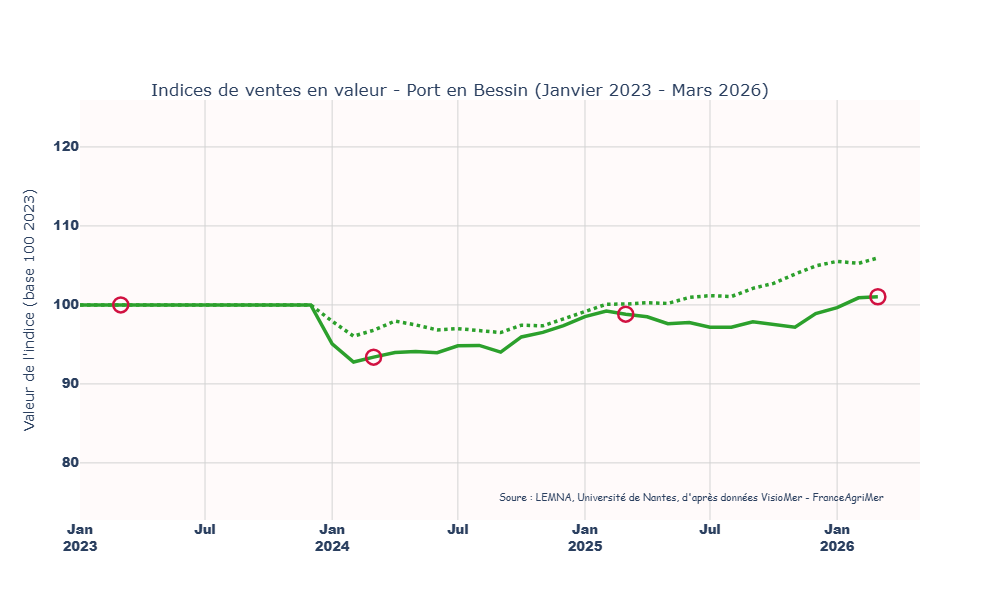 Indices de ventes en valeur - Port en Bessin (Janvier 2023 - Mars 2026)
Valeur de l'indice (base 100 2023)
120
110
100
90
80
Soure : LEMNA, Université de Nantes, d'après données VisioMer - FranceAgriMer
Jan Jul Jan Jul Jan Jul Jan
2023 2024 2025 2026